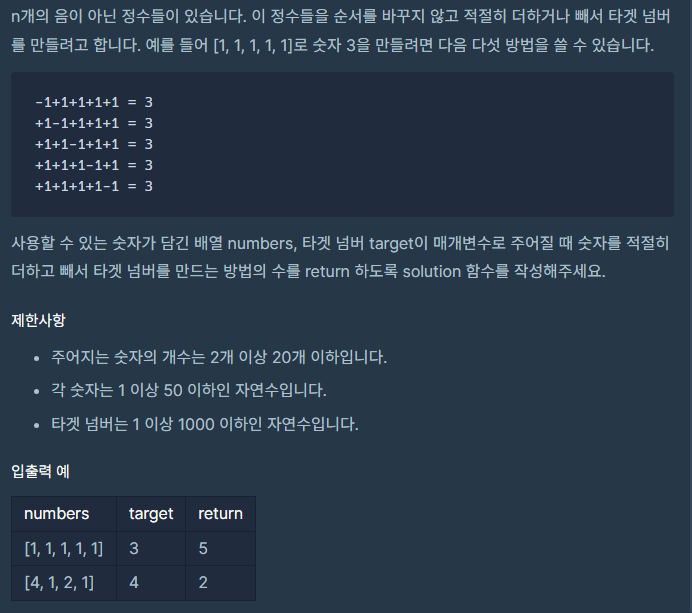 n개의 음이 아닌 정수들이 있습니다. 이 정수들을 순서를 바꾸지 않고 적절히 더하거나 빼서 타겟 넘버
를 만들려고 합니다. 예를 들어 [1, 1, 1, 1, 1]로 숫자 3을 만들려면 다음 다섯 방법을 쓸 수 있습니다.
-1+1+1+1+1 = 3
+1-1+1+1+1 = 3
+1+1-1+1+1 = 3
+1+1+1-1+1 = 3
+1+1+1+1-1 = 3
사용할 수 있는 숫자가 담긴 배열 numbers, 타겟 넘버 target이 매개변수로 주어질 때 숫자를 적절히
더하고 빼서 타겟 넘버를 만드는 방법의 수를 return 하도록 solution 함수를 작성해주세요.
제한사항
• 주어지는 숫자의 개수는 2개 이상 20개 이하입니다.
• 각 숫자는 1 이상 50 이하인 자연수입니다.
• 타겟 넘버는 1 이상 1000 이하인 자연수입니다.
입출력 예
numbers target return
[1, 1, 1, 1, 1] 3 5
[4, 1, 2, 1] 4 2